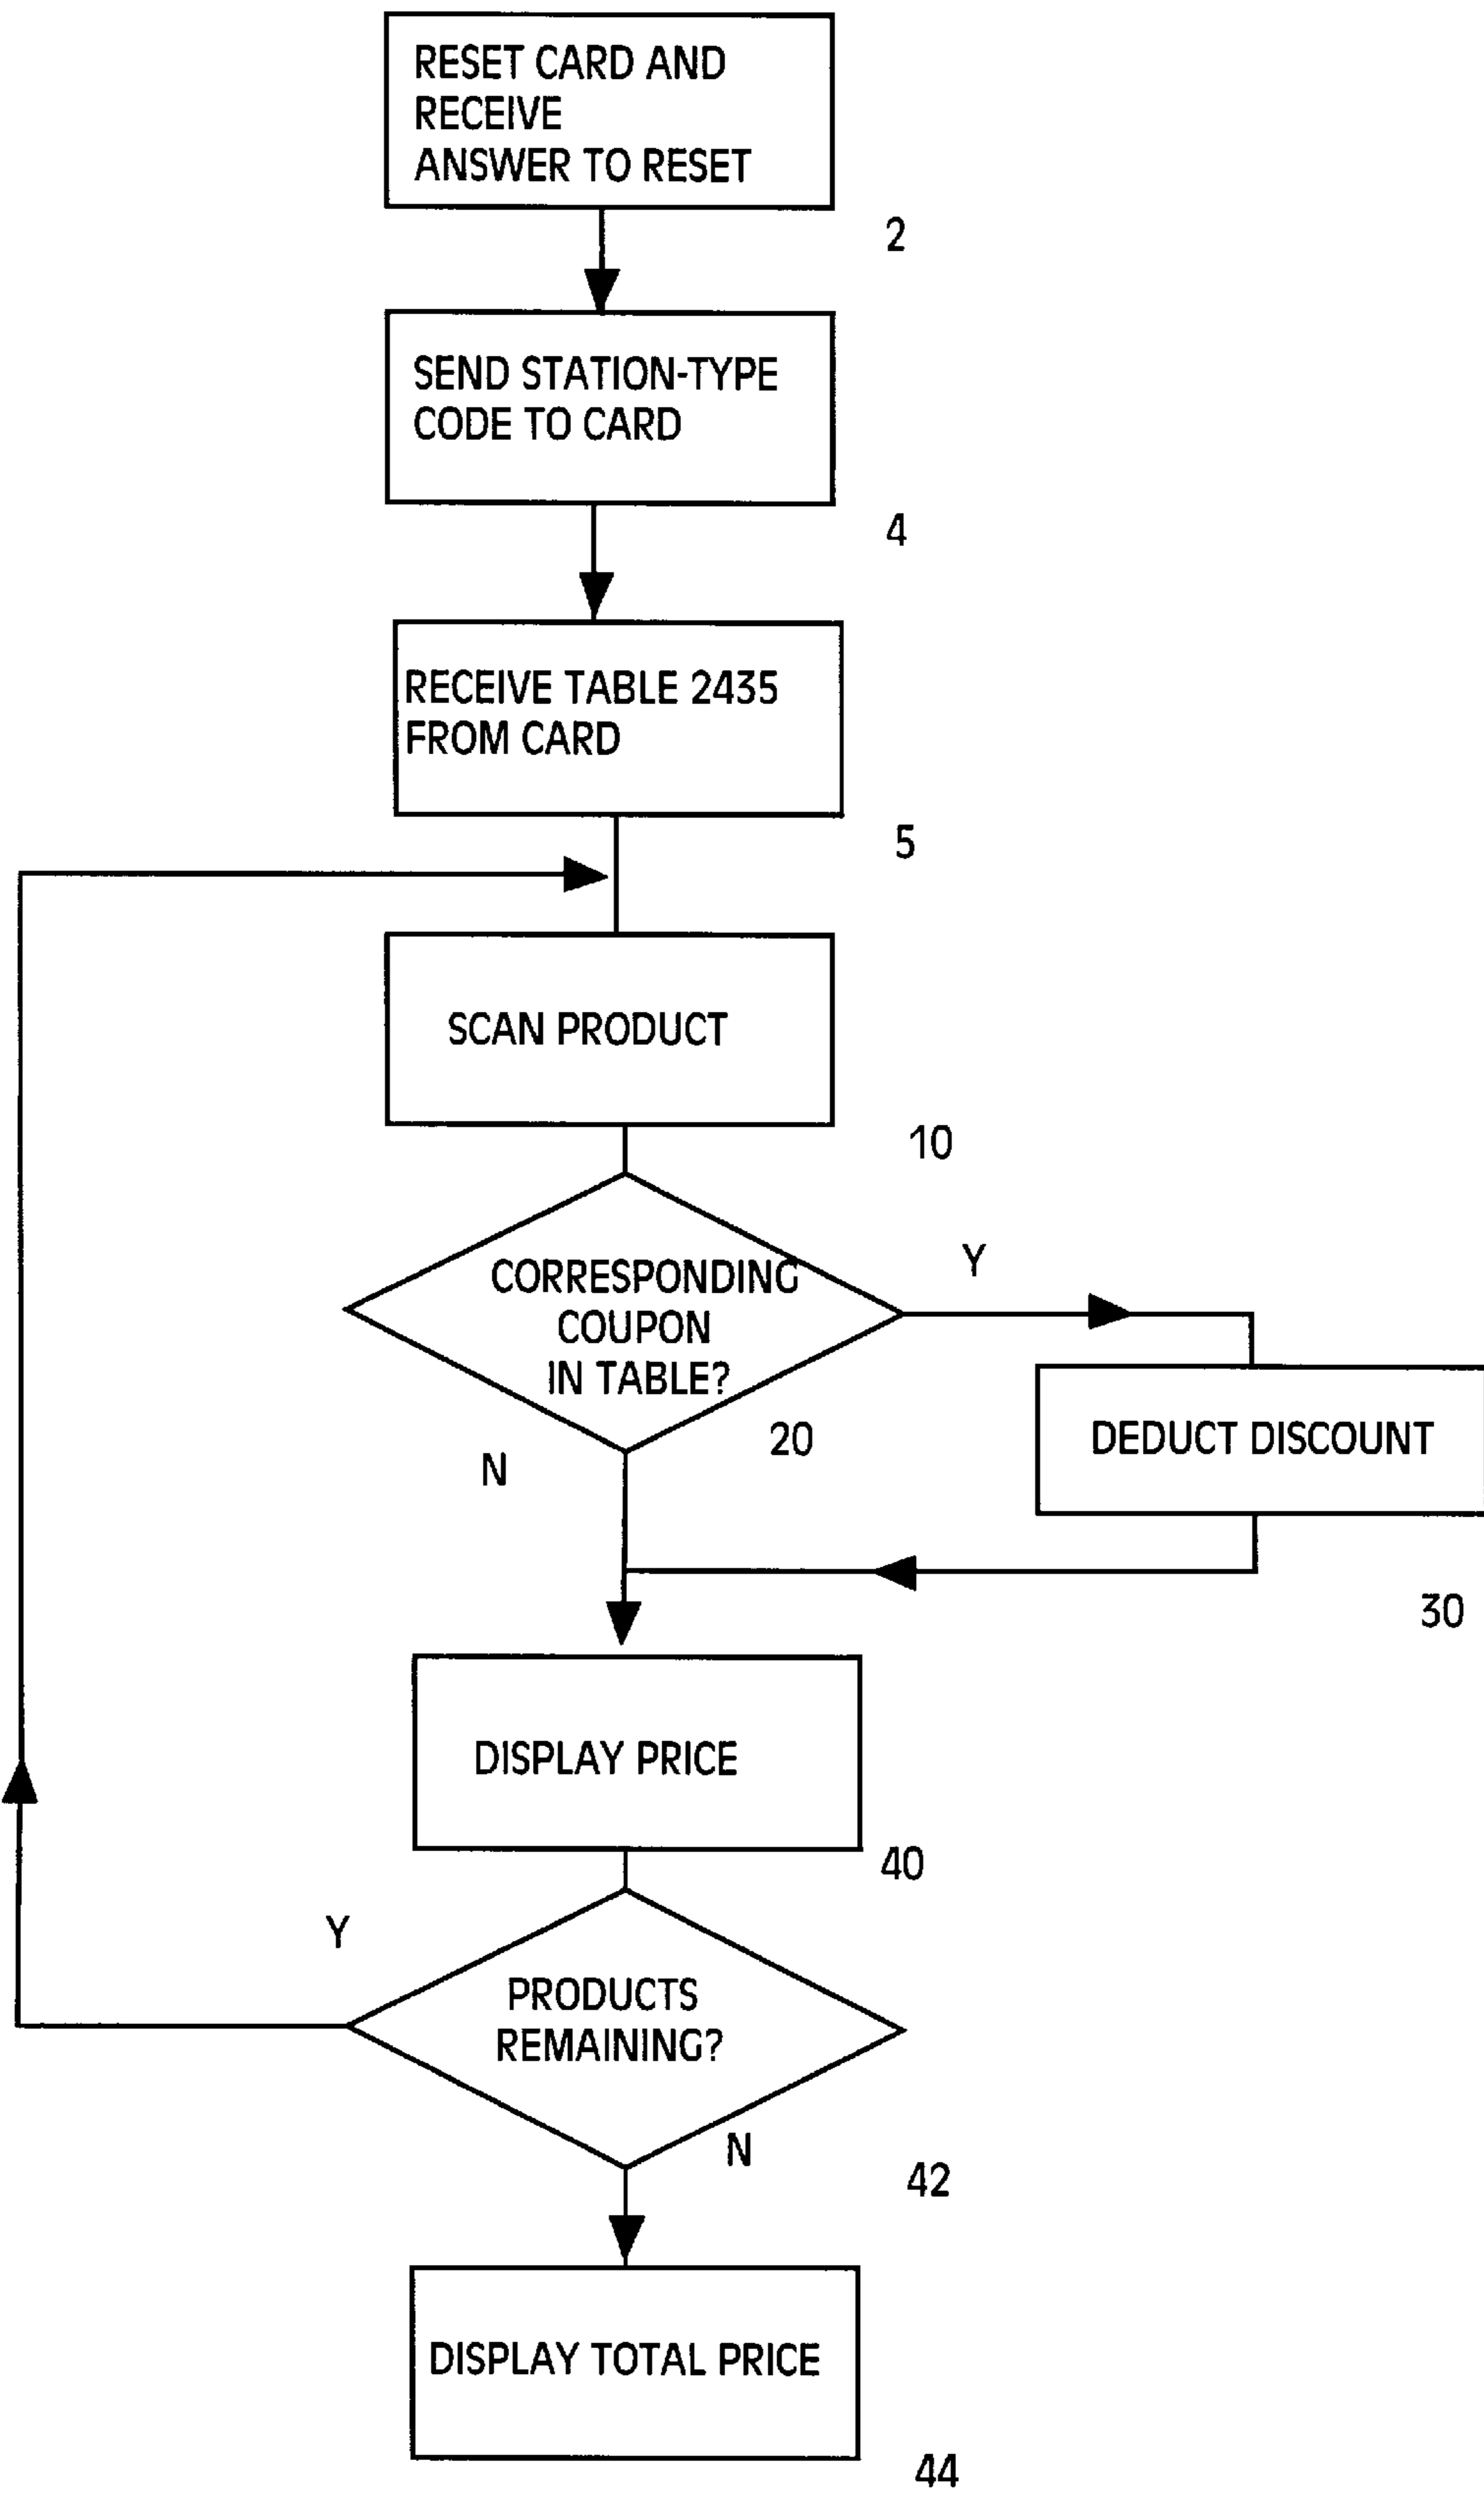 RESET CARD AND
RECEIVE
ANSWER TO RESET
2
SEND STATION-TYPE
CODE TO CARD
4
RECEIVE TABLE 2435
FROM CARD
5
SCAN PRODUCT
10
CORRESPONDING
COUPON
IN TABLE?
Y
20
N
DEDUCT DISCOUNT
30
DISPLAY PRICE
40
Y
PRODUCTS
REMAINING?
N
42
DISPLAY TOTAL PRICE
44